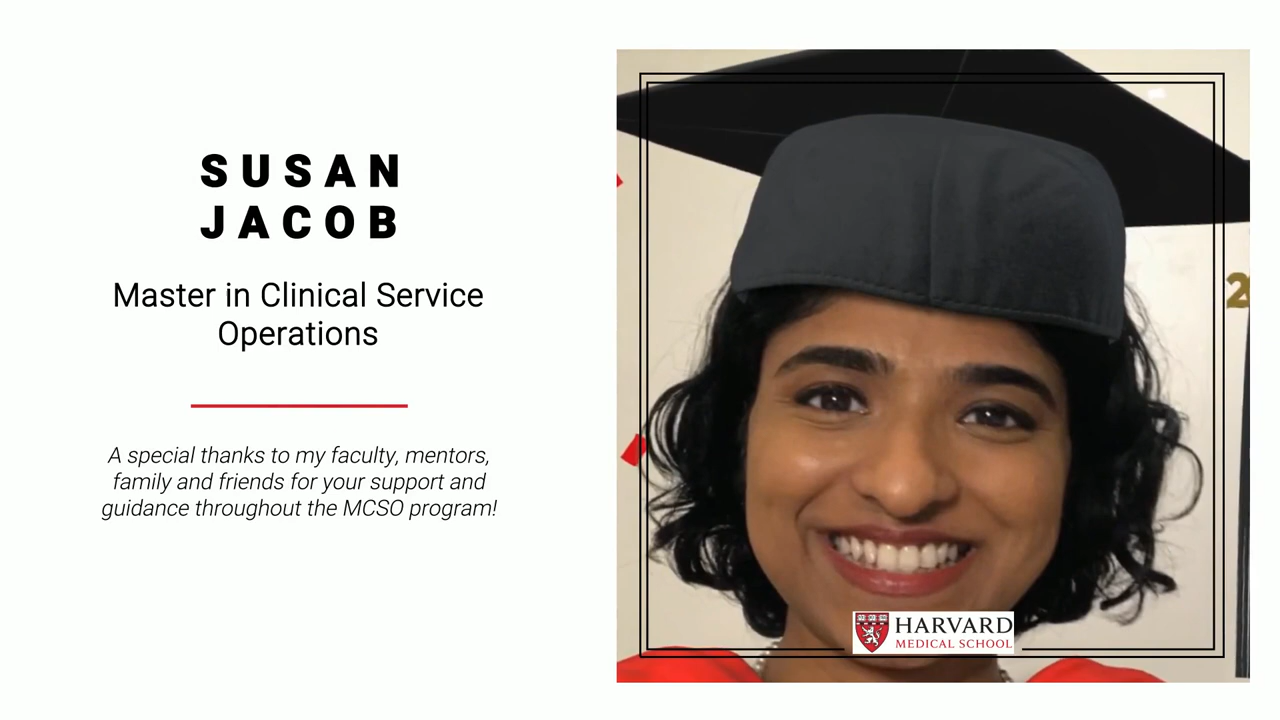 SUSAN
JACOB
Master in Clinical Service
Operations
A special thanks to my faculty, mentors,
family and friends for your support and
guidance throughout the MCSO program!
2
HARVARD
MEDICAL SCHOOL